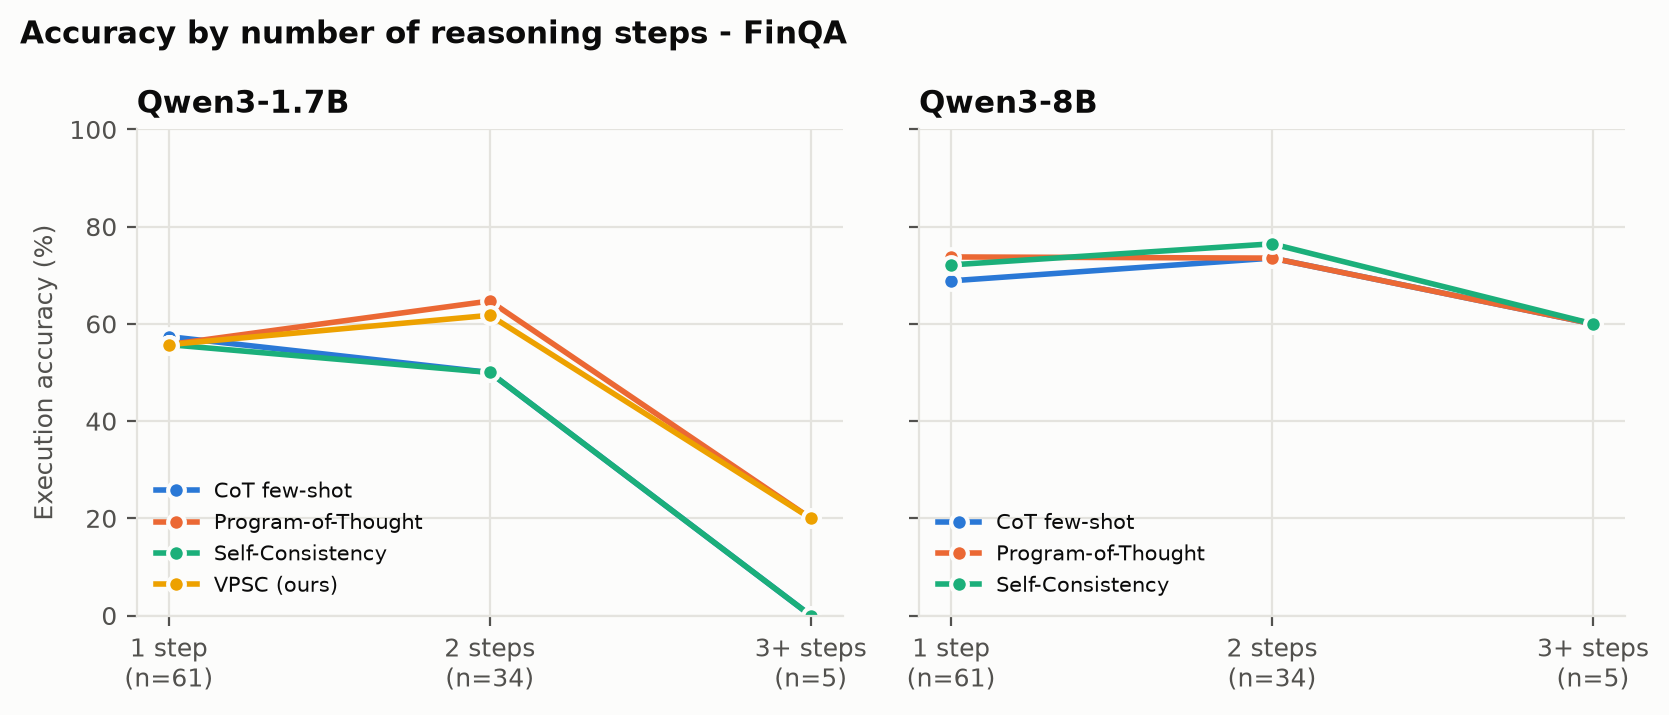 Accuracy by number of reasoning steps - FinQA
Qwen3-1.7B
Execution accuracy (%)
100
80
60
40
20
0
CoT few-shot
Program-of-Thought
Self-Consistency
VPSC (ours)
1 step
(n=61)
2 steps
(n=34)
3+ steps
(n=5)
Qwen3-8B
CoT few-shot
Program-of-Thought
Self-Consistency
1 step
(n=61)
2 steps
(n=34)
3+ steps
(n=5)